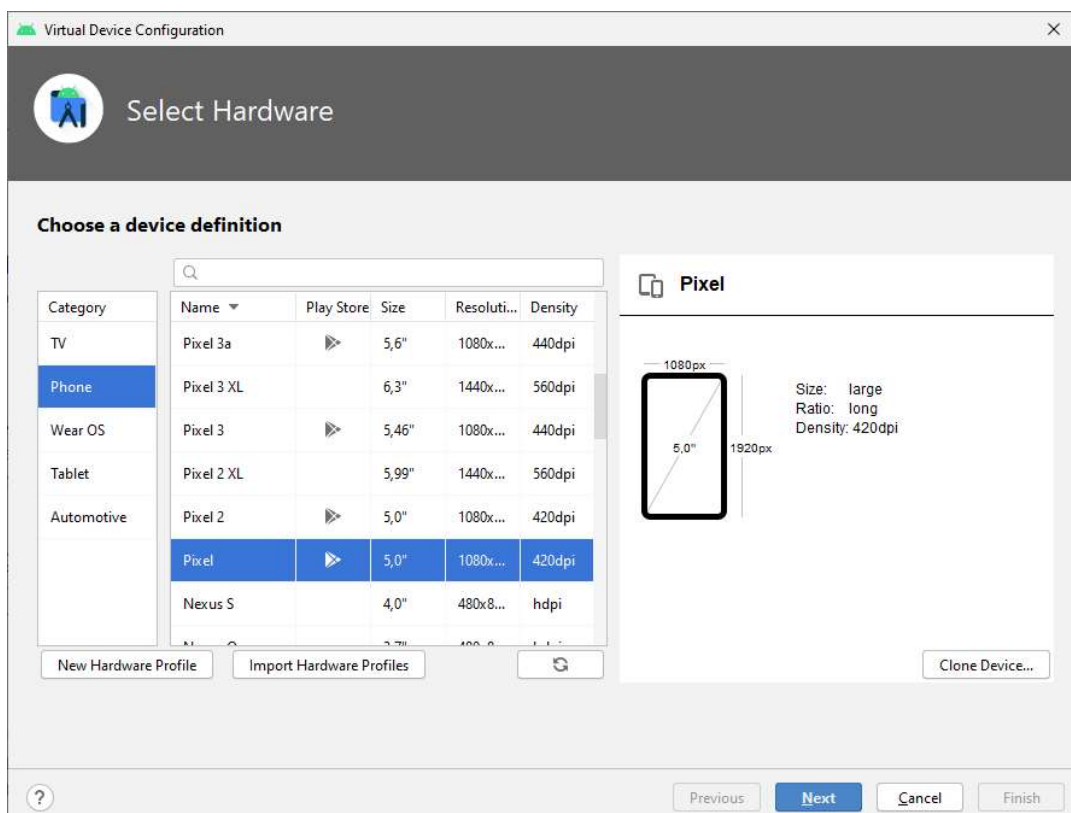 Virtual Device Configuration
Select Hardware
Choose a device definition
Category
TV
Phone
Wear OS
Tablet
Automotive
Name Play Store Size Resoluti... Density
Pixel 3a 5,6" 1080x... 440dpi
Pixel 3 XL 6,3" 1440x... 560dpi
Pixel 3 5,46" 1080x... 440dpi
Pixel 2 XL 5,99" 1440x... 560dpi
Pixel 2 5,0" 1080x... 420dpi
Pixel 5,0" 1080x... 420dpi
Nexus S 4,0" 480x8... hdpi
New Hardware Profile
Import Hardware Profiles
Pixel
1080px
5,0"
1920px
Size: large
Ratio: long
Density: 420dpi
Clone Device...
?
Previous
Next
Cancel
Finish